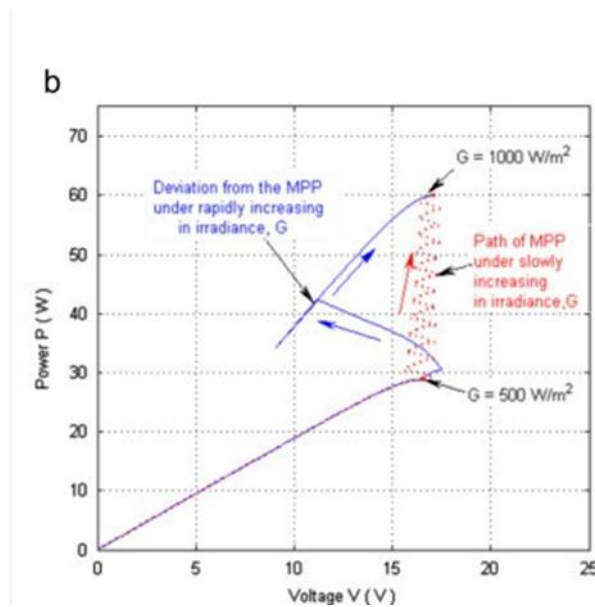 b
70
60
50
40
30
20
10
0
Power P ( W )
Deviation from the MPP
under rapidly increasing
in irradiance, G
G = 1000 W/m²
Path of MPP
under slowly
increasing
in irradiance,G
G = 500 W/m²
0 5 10 15 20 25
Voltage V ( V )